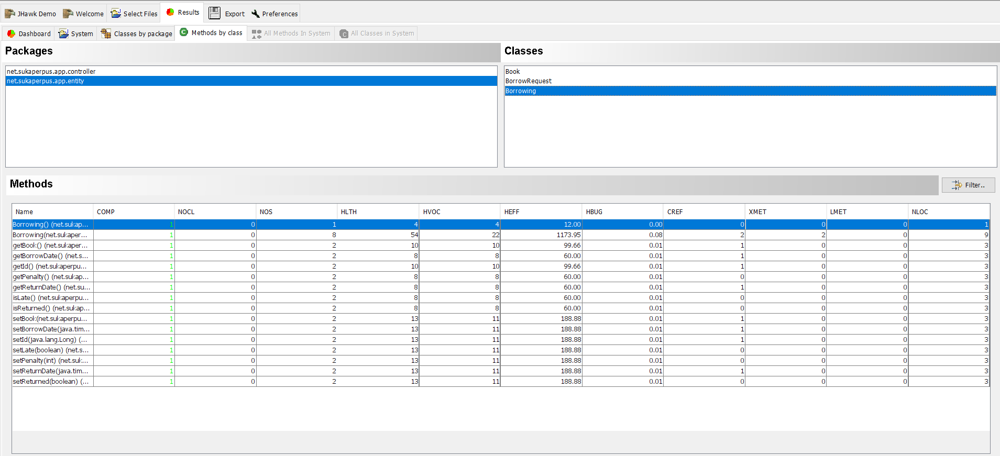 JHawk Demo Welcome Select Files Results Export Preferences
Dashboard System Classes by package Methods by class All Methods In System All Classes in System
Packages
net.sukaperpus.app.controller
net.sukaperpus.app.entity
Classes
Book
BorrowRequest
Borrowing
Methods
Filter..
Name COMP NOCL NOS HLTH HVOC HEFF HBUG CREF XMET LMET NLOC
Borrowing() (net.sukap... 1 0 1 4 4 12.00 0.00 0 0 0 1
Borrowing(net.sukaper... 1 0 8 54 22 1173.95 0.08 2 2 0 9
getBook() (net.sukaper... 1 0 2 10 10 99.66 0.01 1 0 0 3
getBorrowDate() (net.s... 1 0 2 8 8 60.00 0.01 1 0 0 3
getId() (net.sukaperpu... 1 0 2 10 10 99.66 0.01 1 0 0 3
getPenalty() (net.sukap... 1 0 2 8 8 60.00 0.01 0 0 0 3
getReturnDate() (net.su... 1 0 2 8 8 60.00 0.01 1 0 0 3
isLate() (net.sukaperpu... 1 0 2 8 8 60.00 0.01 0 0 0 3
isReturned() (net.sukap... 1 0 2 8 8 60.00 0.01 0 0 0 3
setBook(net.sukaperpu... 1 0 2 13 11 188.88 0.01 1 0 0 3
setBorrowDate(java.tim... 1 0 2 13 11 188.88 0.01 1 0 0 3
setId(java.lang.Long) (... 1 0 2 13 11 188.88 0.01 1 0 0 3
setLate(boolean) (net.s... 1 0 2 13 11 188.88 0.01 0 0 0 3
setPenalty(int) (net.suk... 1 0 2 13 11 188.88 0.01 0 0 0 3
setReturnDate(java.tim... 1 0 2 13 11 188.88 0.01 1 0 0 3
setReturned(boolean) (... 1 0 2 13 11 188.88 0.01 0 0 0 3